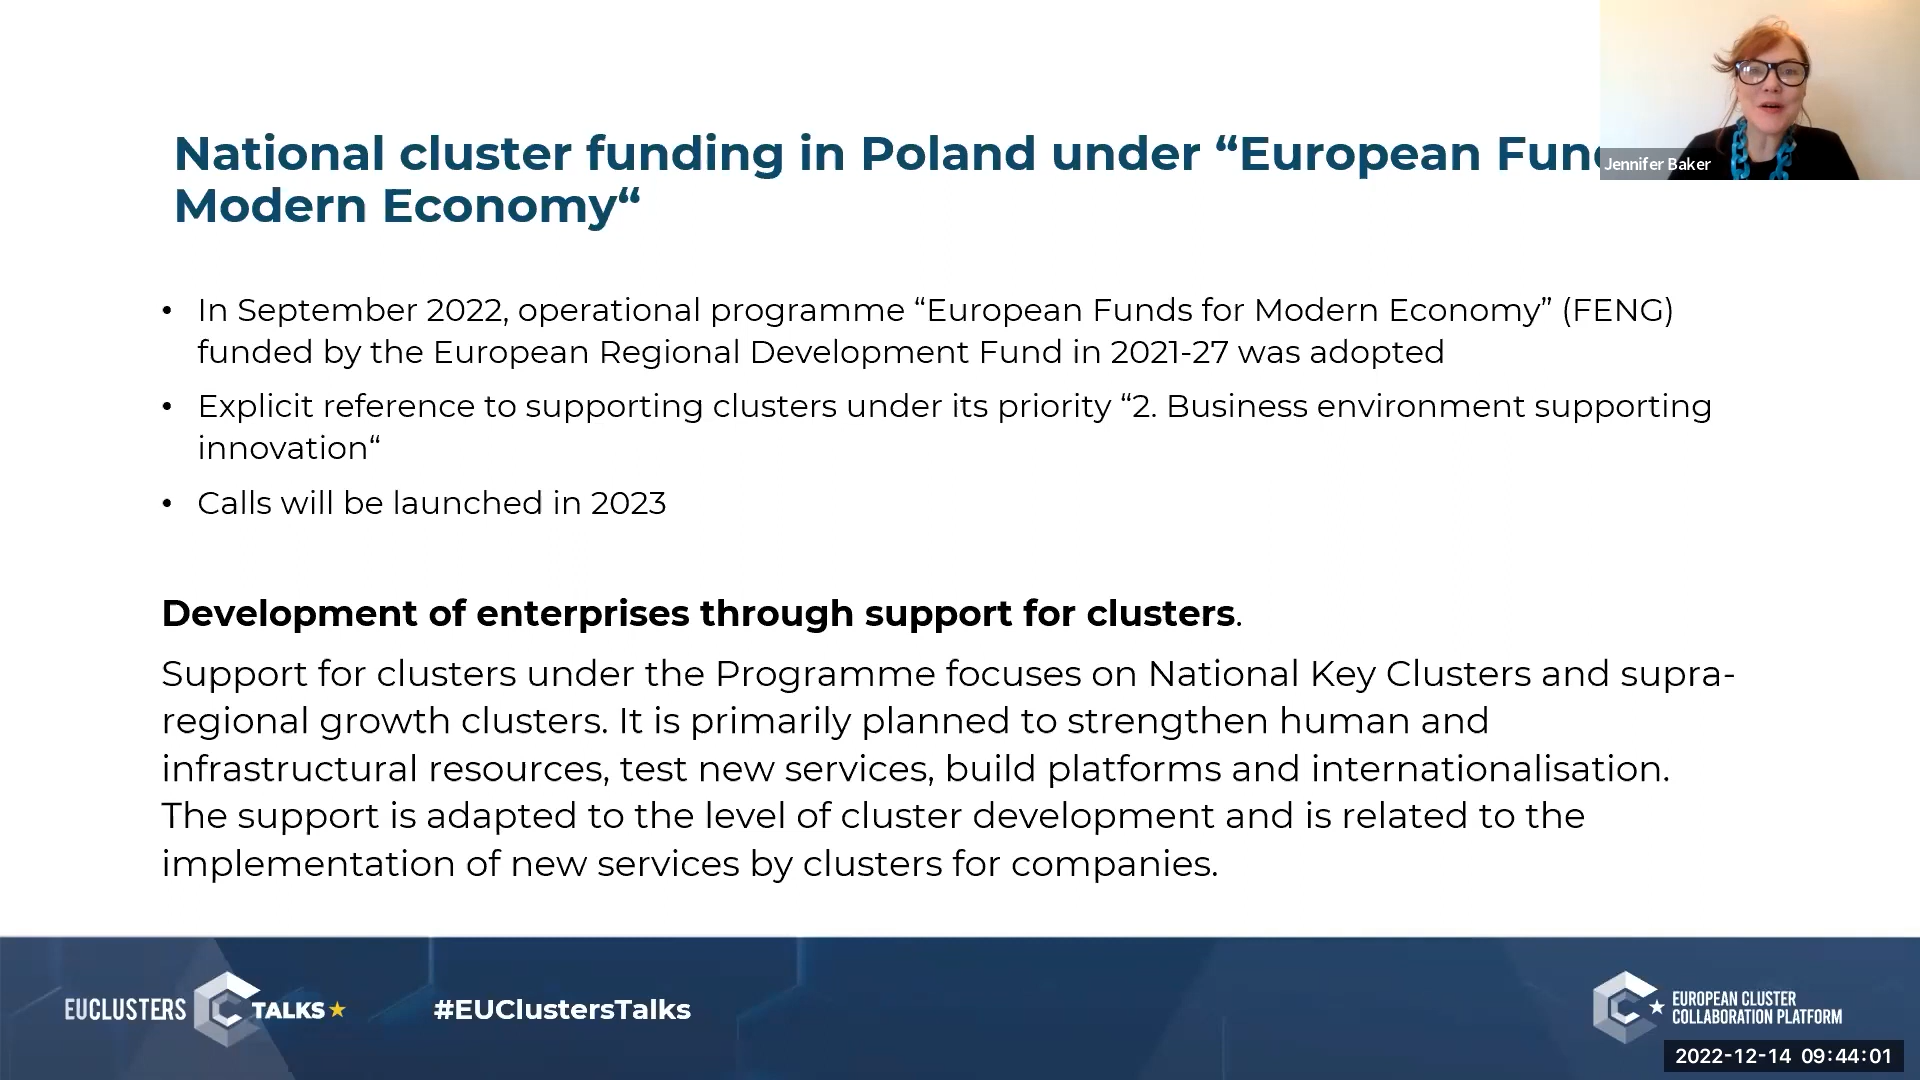 National cluster funding in Poland under “European Fun
Modern Economy“
Jennifer Baker
• In September 2022, operational programme “European Funds for Modern Economy” (FENG)
funded by the European Regional Development Fund in 2021-27 was adopted
• Explicit reference to supporting clusters under its priority “2. Business environment supporting
innovation“
• Calls will be launched in 2023
Development of enterprises through support for clusters.
Support for clusters under the Programme focuses on National Key Clusters and supra-
regional growth clusters. It is primarily planned to strengthen human and
infrastructural resources, test new services, build platforms and internationalisation.
The support is adapted to the level of cluster development and is related to the
implementation of new services by clusters for companies.
EUCLUSTERS TALKS
#EUClustersTalks
EUROPEAN CLUSTER
COLLABORATION PLATFORM
2022-12-14 09:44:01